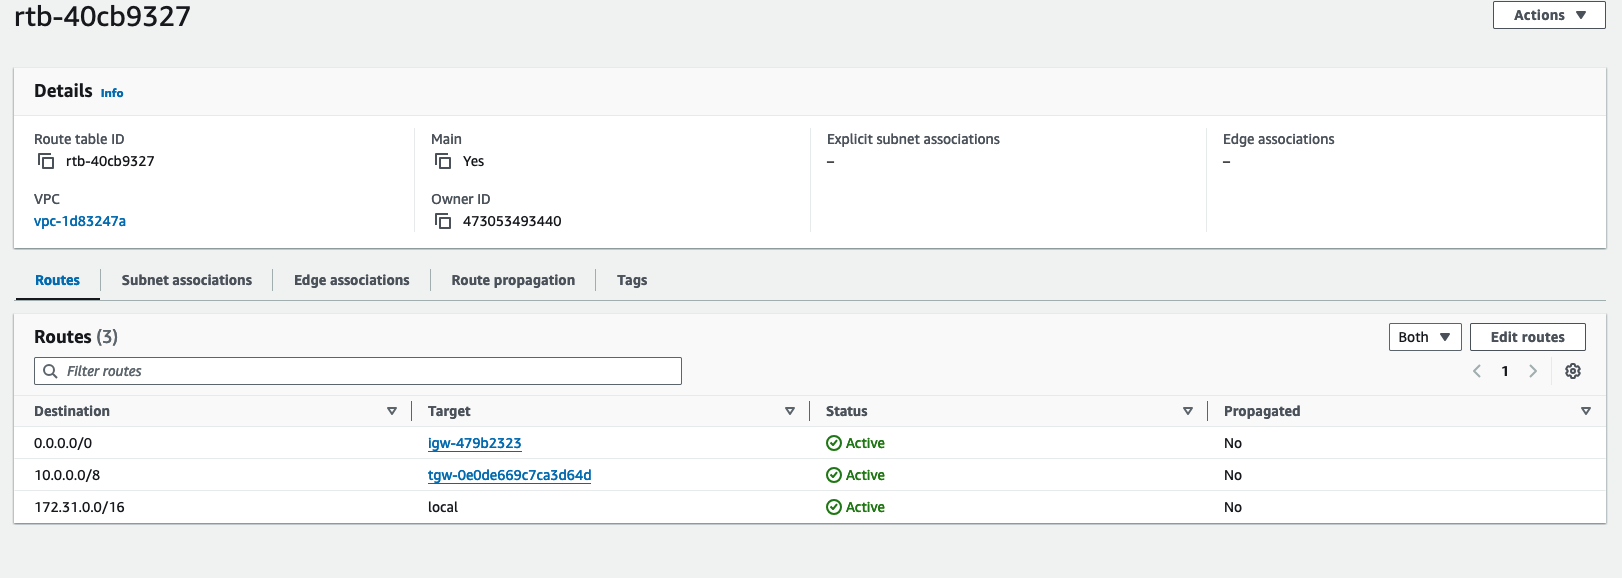 rtb-40cb9327
Actions
Details Info
Route table ID
rtb-40cb9327
Main
Yes
Explicit subnet associations
–
Edge associations
–
VPC
vpc-1d83247a
Owner ID
473053493440
Routes Subnet associations Edge associations Route propagation Tags
Routes (3)
Both Edit routes
Filter routes
1
Destination Target Status Propagated
0.0.0.0/0 igw-479b2323 Active No
10.0.0.0/8 tgw-0e0de669c7ca3d64d Active No
172.31.0.0/16 local Active No